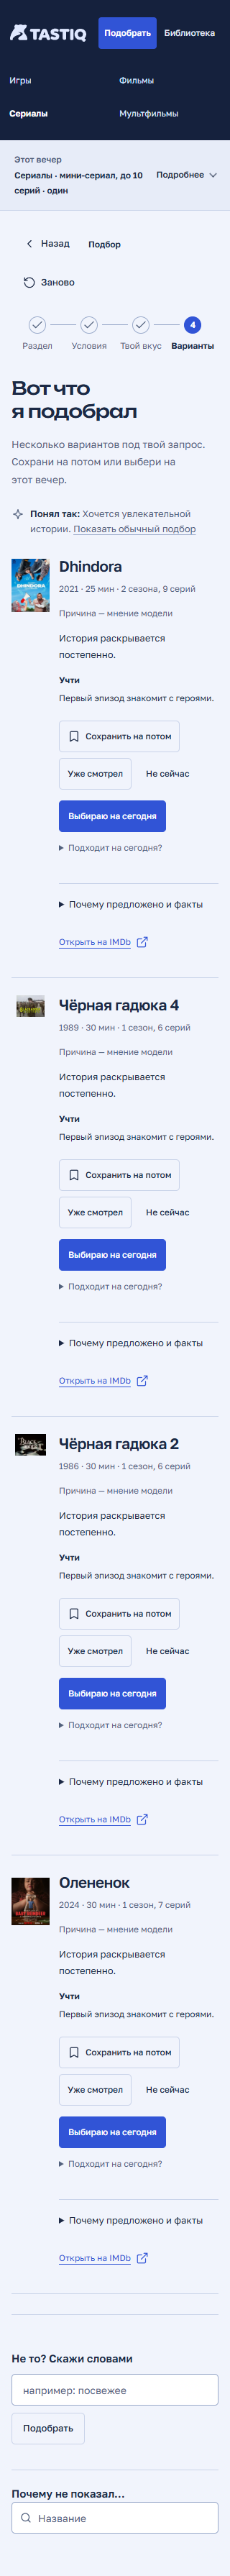 TASTIQ
Подобрать
Библиотека
Игры
Фильмы
Сериалы
Мультфильмы
Этот вечер
Сериалы · мини-сериал, до 10
серий · один
Подробнее
Назад
Подбор
Заново
4
Раздел
Условия
Твой вкус
Варианты
Вот что
я подобрал
Несколько вариантов под твой запрос.
Сохрани на потом или выбери на
этот вечер.
Понял так: Хочется увлекательной
истории. Показать обычный подбор
DHINDORA
Dhindora
2021 · 25 мин · 2 сезона, 9 серий
Причина — мнение модели
История раскрывается
постепенно.
Учти
Первый эпизод знакомит с героями.
Сохранить на потом
Уже смотрел
Не сейчас
Выбираю на сегодня
Подходит на сегодня?
Почему предложено и факты
Открыть на IMDb
Чёрная гадюка 4
1989 · 30 мин · 1 сезон, 6 серий
Причина — мнение модели
История раскрывается
постепенно.
Учти
Первый эпизод знакомит с героями.
Сохранить на потом
Уже смотрел
Не сейчас
Выбираю на сегодня
Подходит на сегодня?
Почему предложено и факты
Открыть на IMDb
Чёрная гадюка 2
1986 · 30 мин · 1 сезон, 6 серий
Причина — мнение модели
История раскрывается
постепенно.
Учти
Первый эпизод знакомит с героями.
Сохранить на потом
Уже смотрел
Не сейчас
Выбираю на сегодня
Подходит на сегодня?
Почему предложено и факты
Открыть на IMDb
Олененок
2024 · 30 мин · 1 сезон, 7 серий
Причина — мнение модели
История раскрывается
постепенно.
Учти
Первый эпизод знакомит с героями.
Сохранить на потом
Уже смотрел
Не сейчас
Выбираю на сегодня
Подходит на сегодня?
Почему предложено и факты
Открыть на IMDb
Не то? Скажи словами
например: посвежее
Подобрать
Почему не показал...
Название